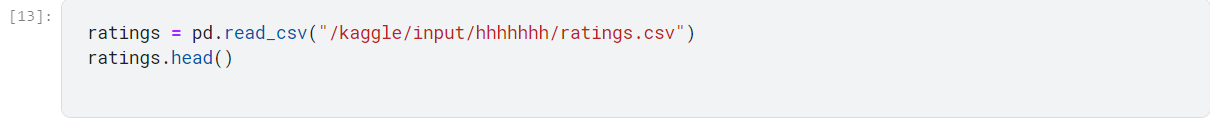 [13]:
ratings = pd.read_csv("/kaggle/input/hhhhhhh/ratings.csv")
ratings.head()